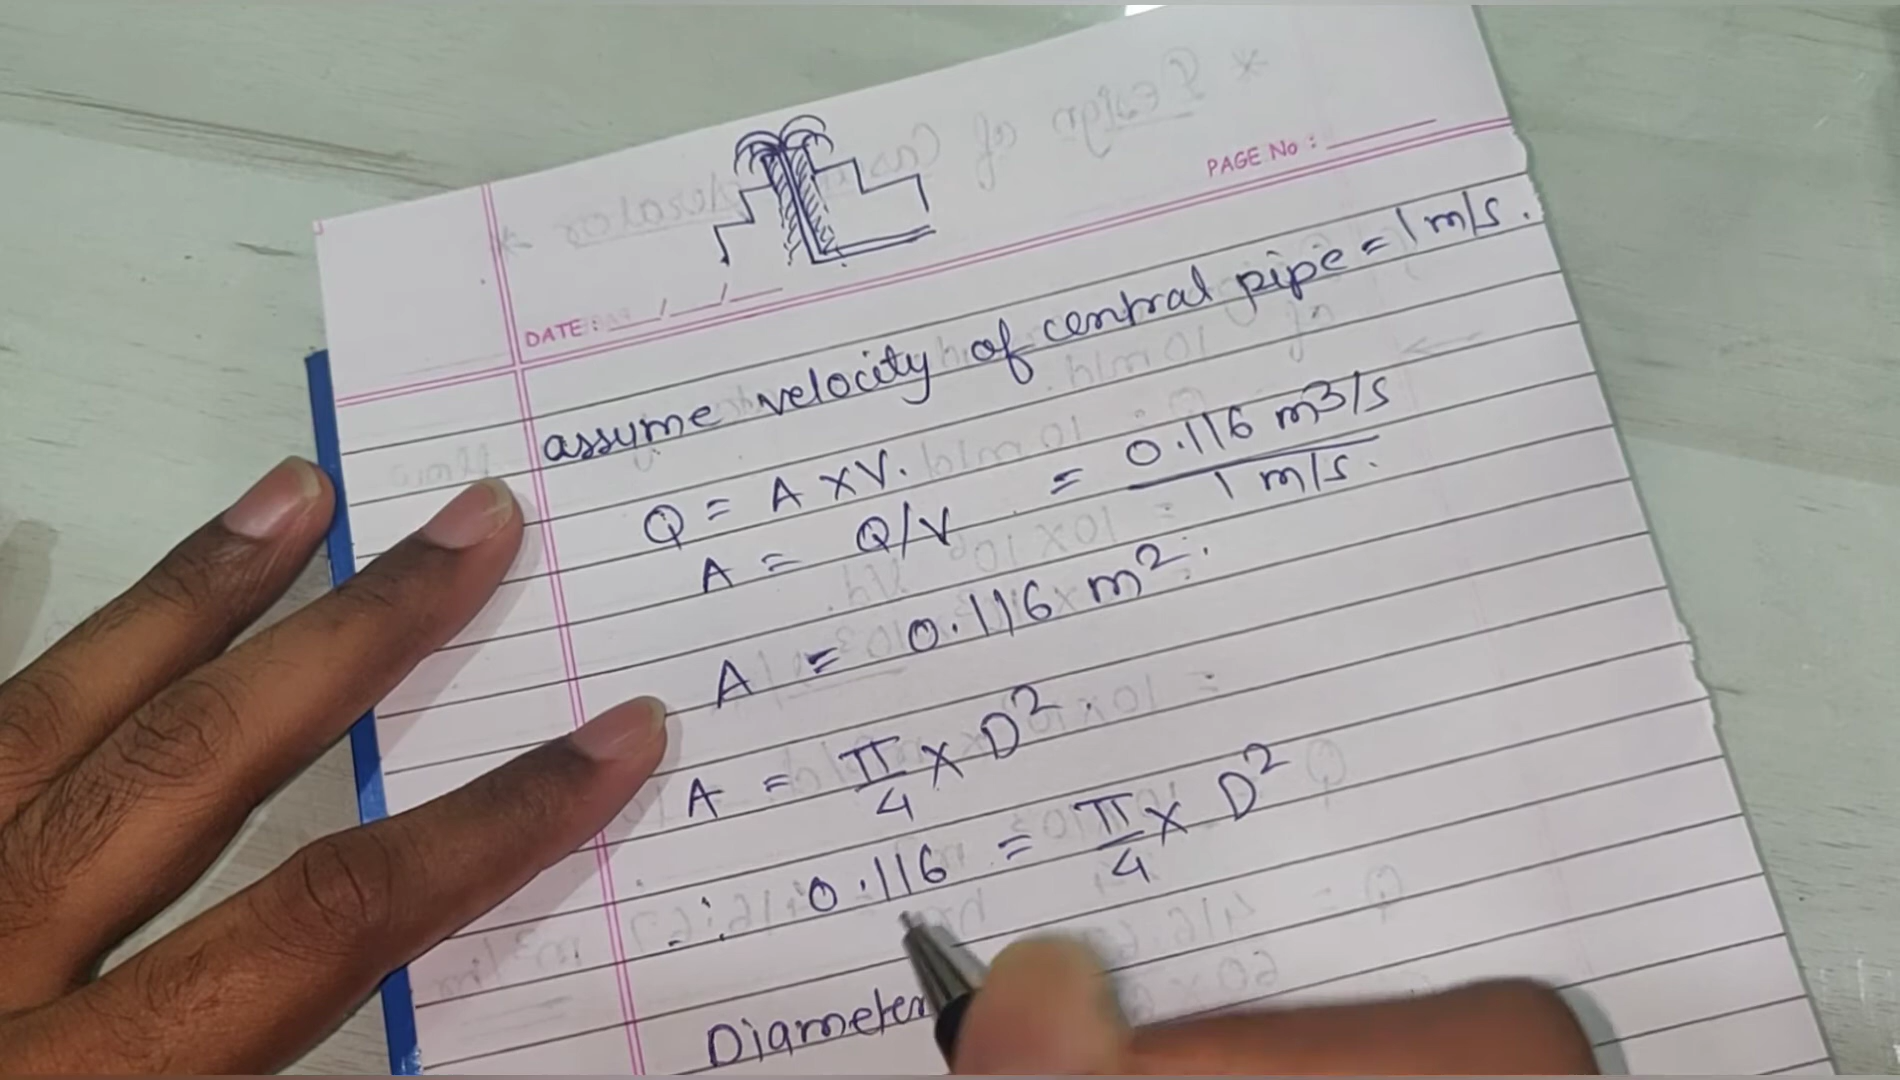 PAGE No :
DATE : / /
assume velocity of central pipe = 1 m/s.
Q = A x V.
A = Q/V = 0.116 m3/s / 1 m/s.
A = 0.116 m².
A = π/4 x D².
∴ 0.116 = π/4 x D²
Diameter